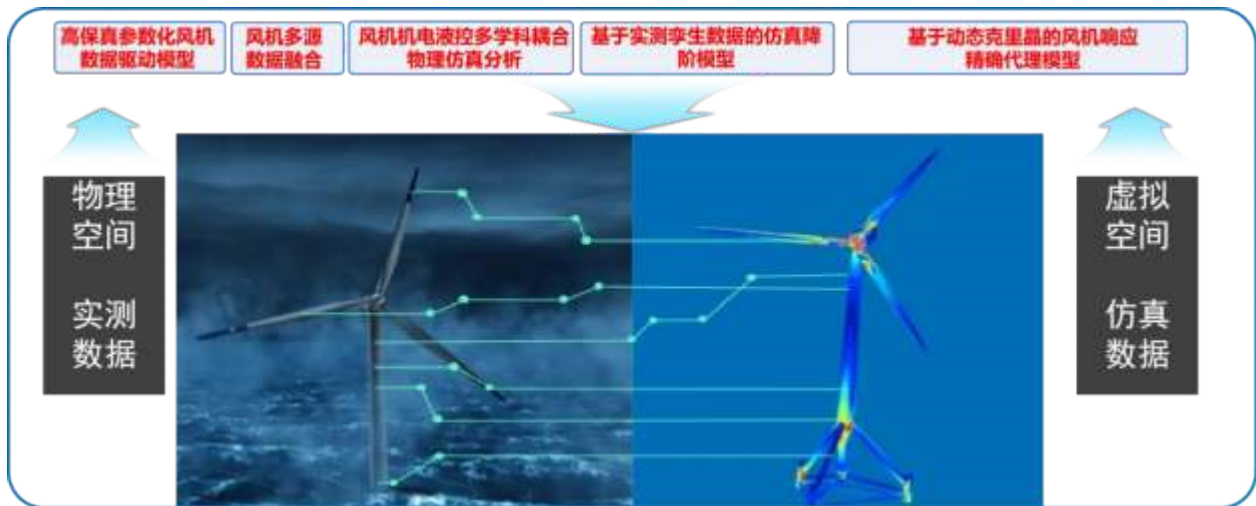 高保真参数化风机
数据驱动模型
风机多源
数据融合
风机机电液控多学科耦合
物理仿真分析
基于实测孪生数据的仿真降
阶模型
基于动态克里晶的风机响应
精确代理模型
物理
空间
实测
数据
虚拟
空间
仿真
数据